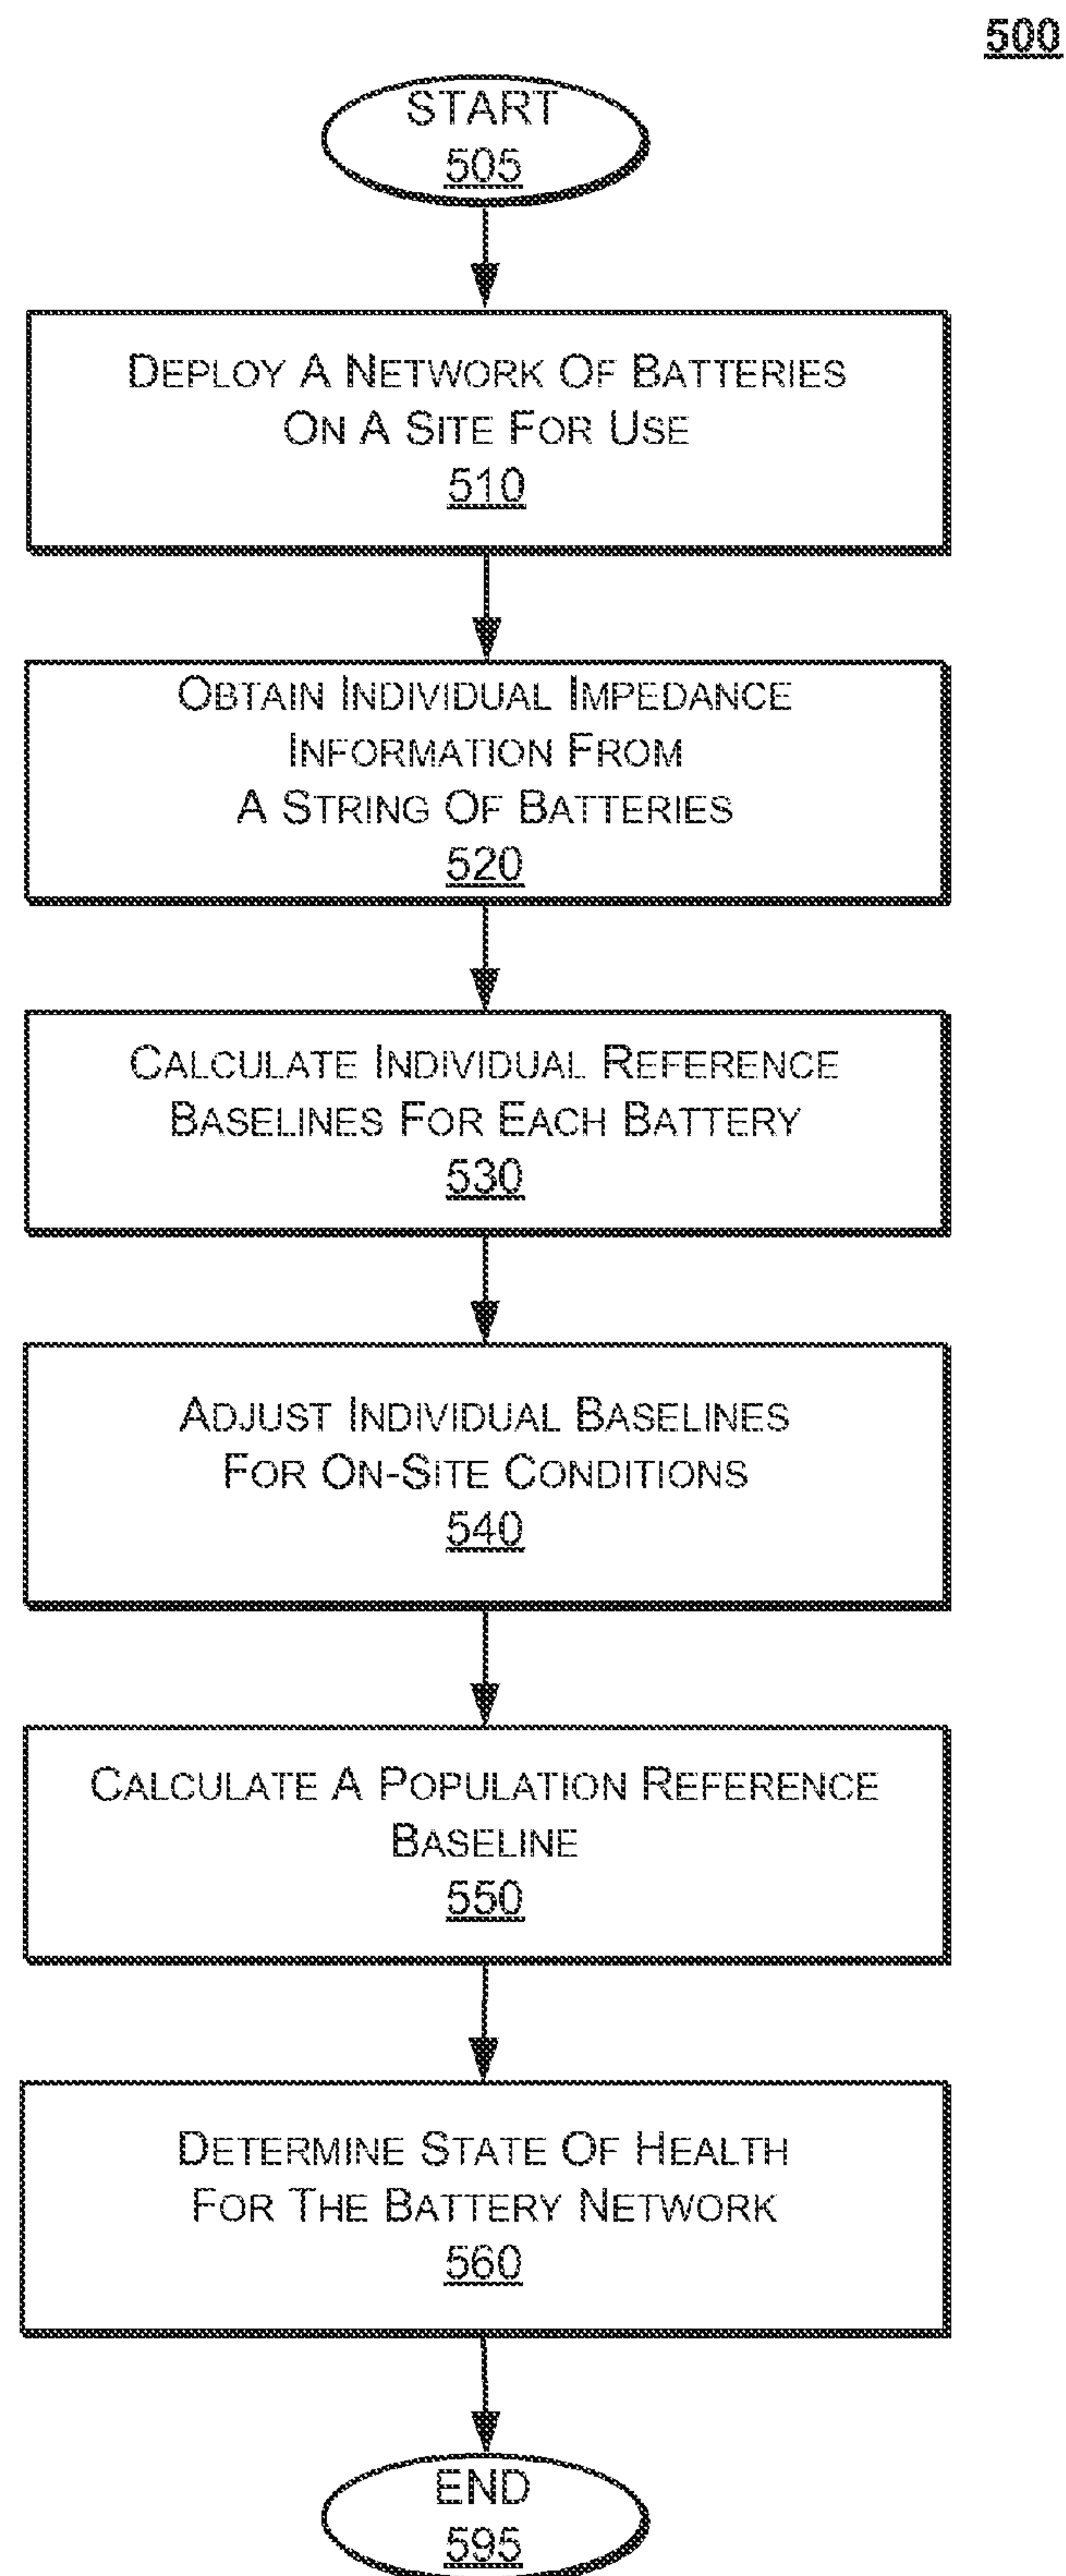 500
START
505
DEPLOY A NETWORK OF BATTERIES
ON A SITE FOR USE
510
OBTAIN INDIVIDUAL IMPEDANCE
INFORMATION FROM
A STRING OF BATTERIES
520
CALCULATE INDIVIDUAL REFERENCE
BASELINES FOR EACH BATTERY
530
ADJUST INDIVIDUAL BASELINES
FOR ON-SITE CONDITIONS
540
CALCULATE A POPULATION REFERENCE
BASELINE
550
DETERMINE STATE OF HEALTH
FOR THE BATTERY NETWORK
560
END
595